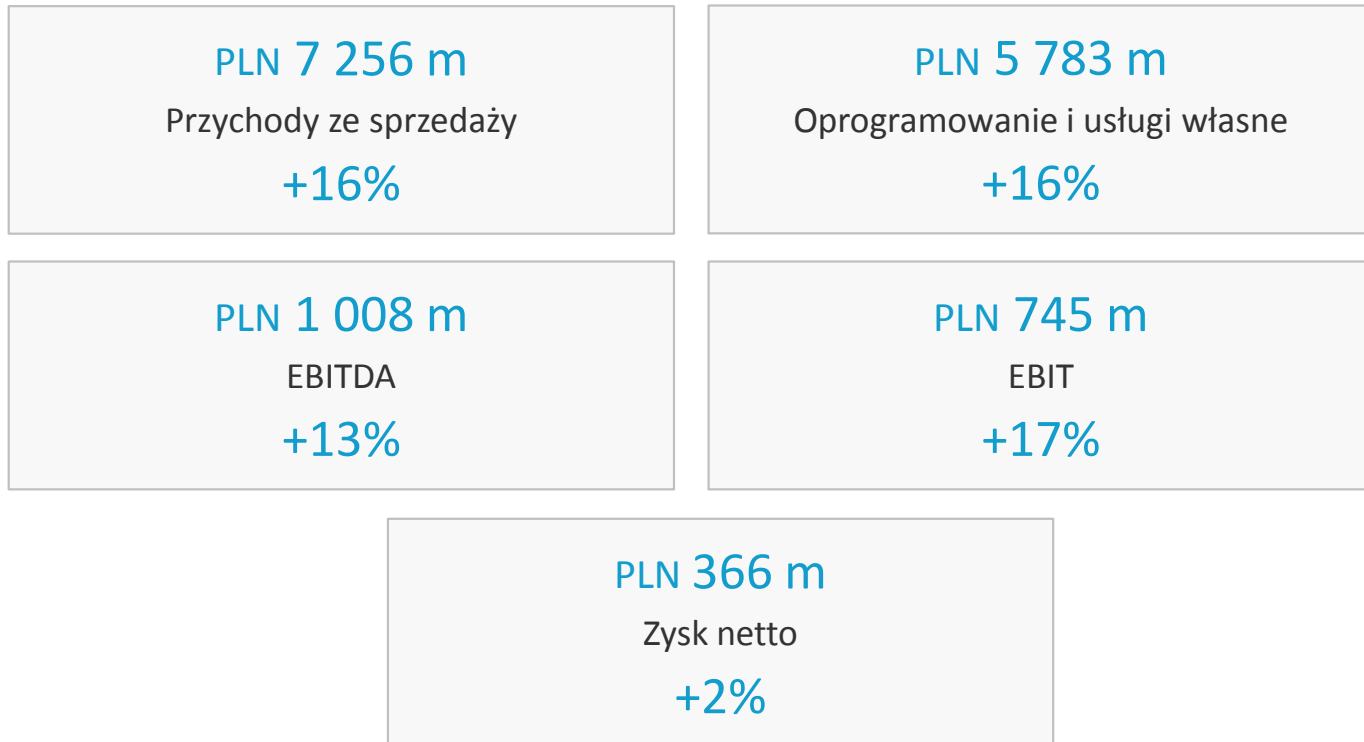 PLN 7 256 m
Przychody ze sprzedaży
+16%
PLN 5 783 m
Oprogramowanie i usługi własne
+16%
PLN 1 008 m
EBITDA
+13%
PLN 745 m
EBIT
+17%
PLN 366 m
Zysk netto
+2%